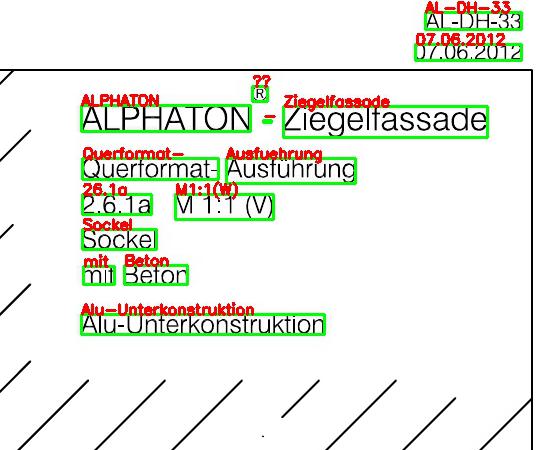 AL-DH-33
AL-DH-33
07.06.2012
07.06.2012
??
ALPHATON - Ziegelfassade
ALPHATON® - Ziegelfassade
Querformat- Ausfuehrung
Querformat- Ausführung
26.1a M1:1(W)
2.6.1a M 1:1 (V)
Sockel
Sockel
mit Beton
mit Beton
Alu-Unterkonstruktion
Alu-Unterkonstruktion